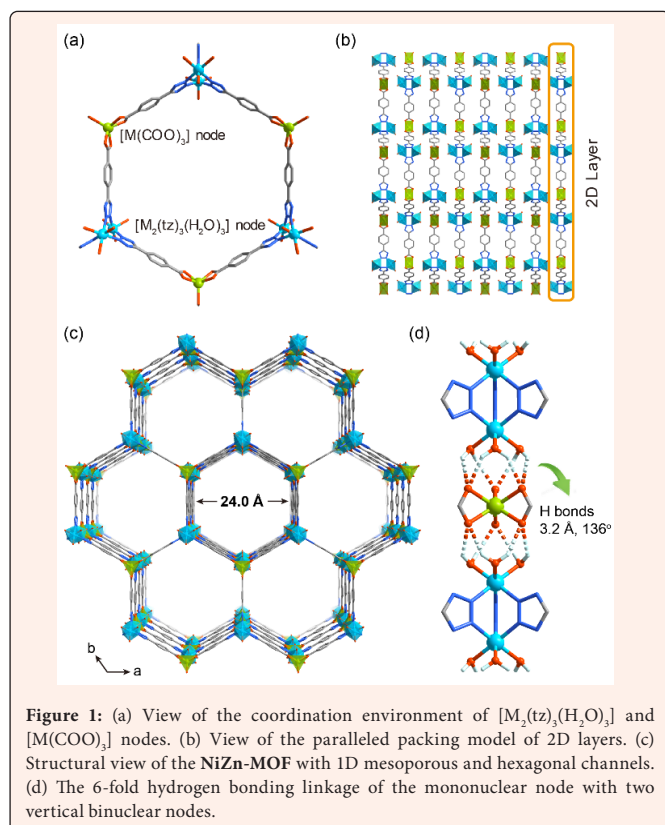 (a)
(b)
[M(COO)₃] node
[M₂(tz)₃(H₂O)₃] node
2D Layer
(c)
(d)
24.0 Å
H bonds
3.2 Å, 136°
b
a
Figure 1: (a) View of the coordination environment of [M₂(tz)₃(H₂O)₃] and
[M(COO)₃] nodes. (b) View of the paralleled packing model of 2D layers. (c)
Structural view of the NiZn-MOF with 1D mesoporous and hexagonal channels.
(d) The 6-fold hydrogen bonding linkage of the mononuclear node with two
vertical binuclear nodes.